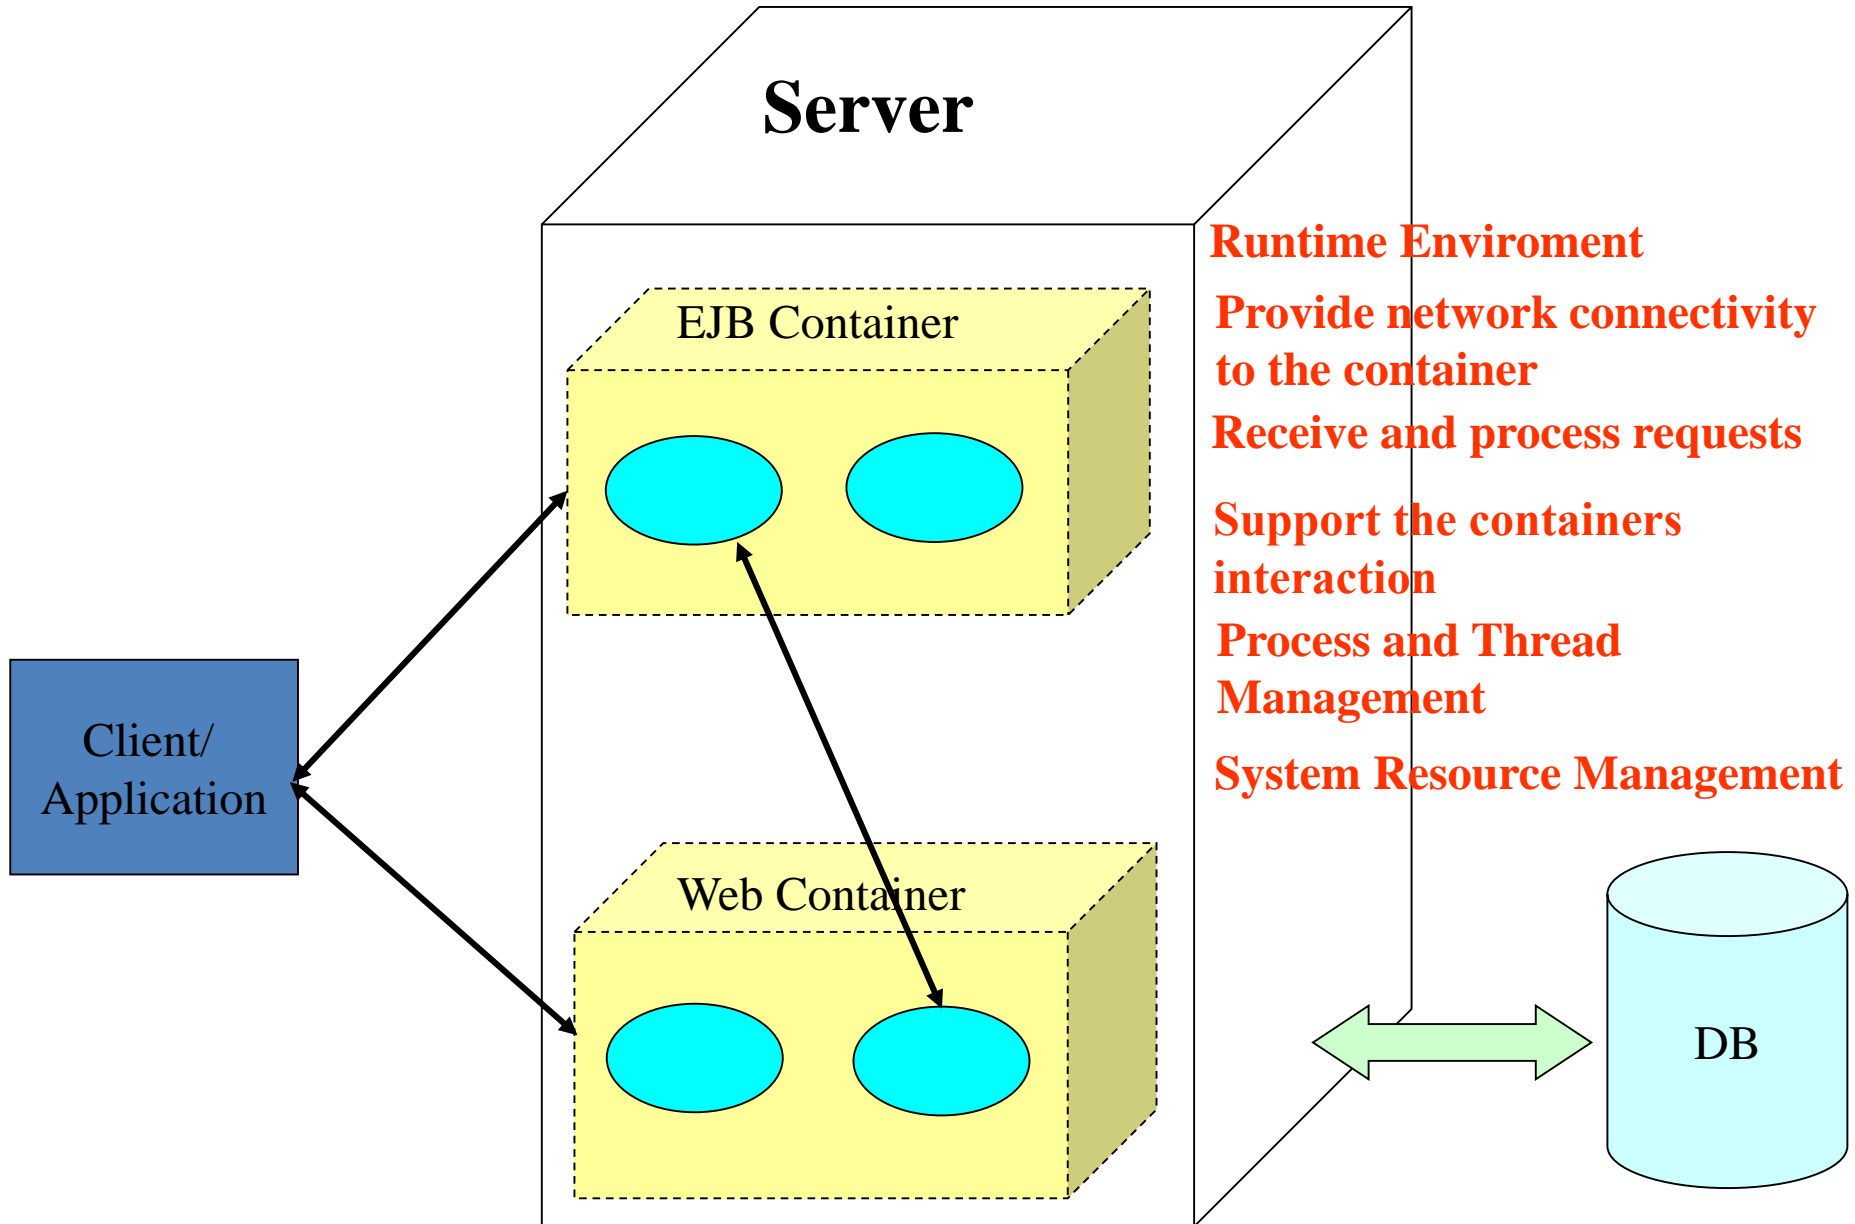 Server
Runtime Enviroment
EJB Container
Provide network connectivity
to the container
Receive and process requests
Support the containers
interaction
Process and Thread
Management
Client/
Application
System Resource Management
Web Container
DB